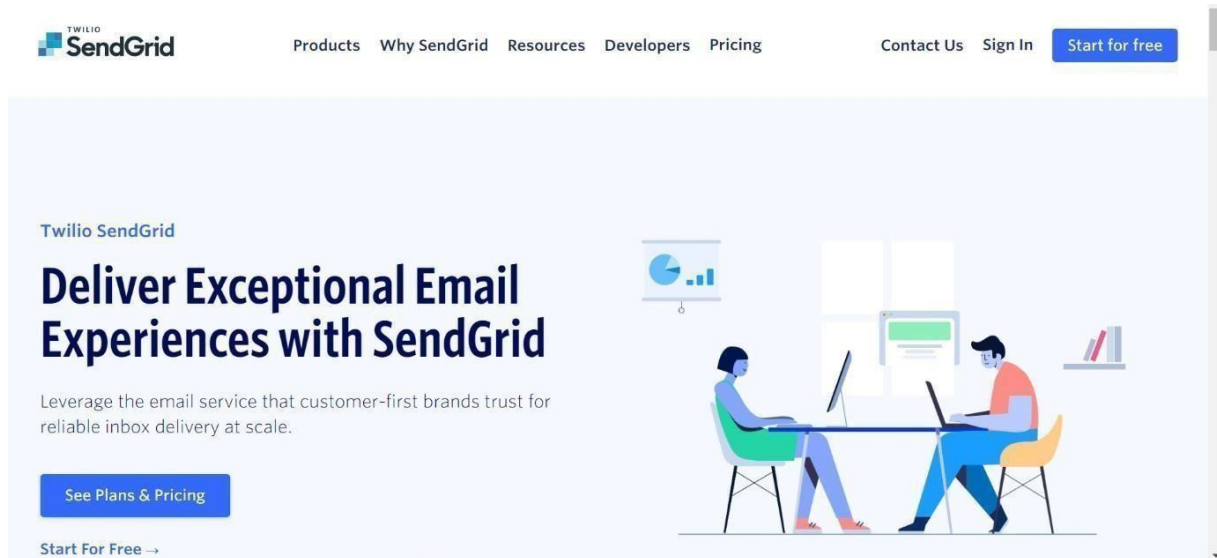 TWILIO
SendGrid
Products Why SendGrid Resources Developers Pricing Contact Us Sign In Start for free
Twilio SendGrid
Deliver Exceptional Email
Experiences with SendGrid
Leverage the email service that customer-first brands trust for
reliable inbox delivery at scale.
See Plans & Pricing
Start For Free →